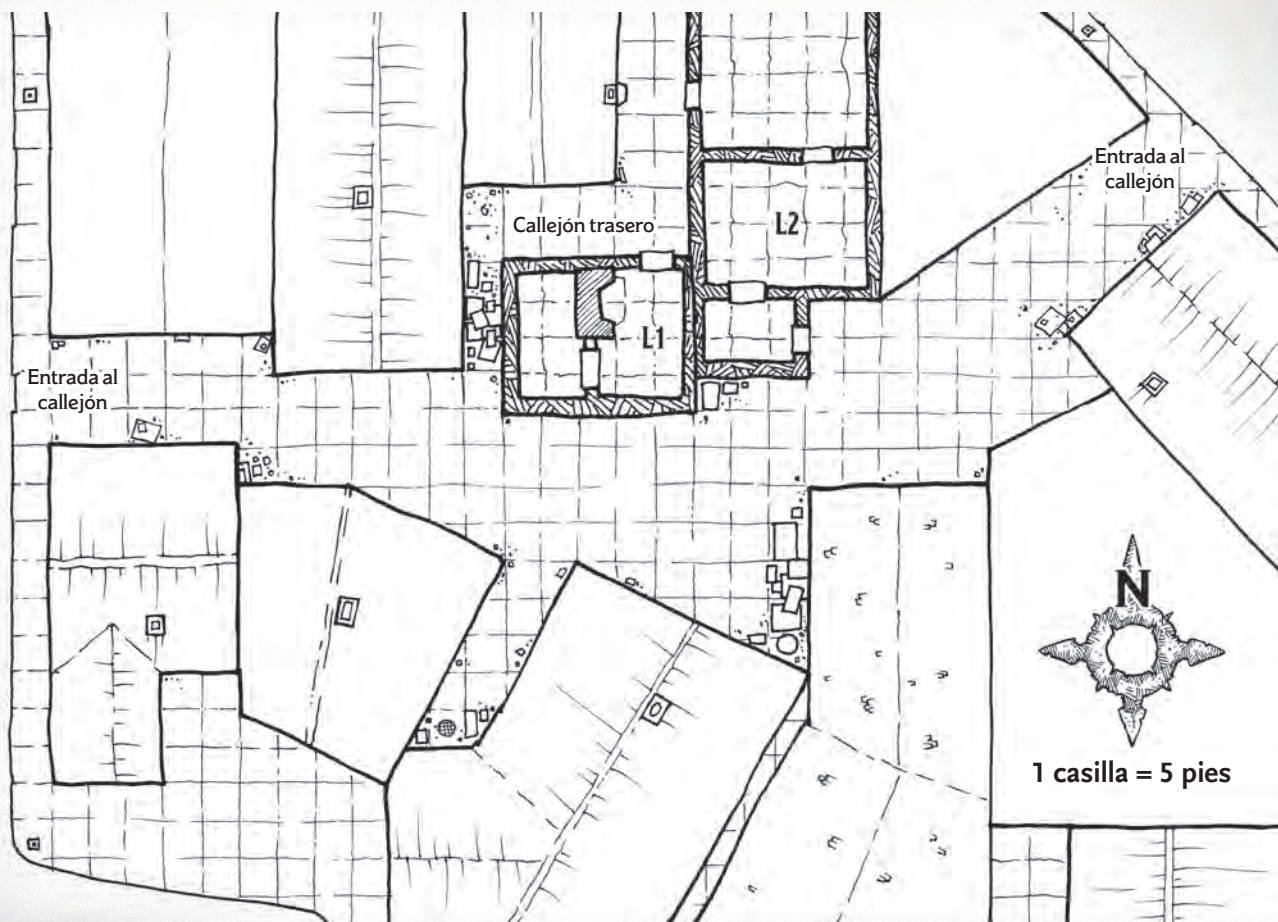 Entrada al
callejón
Callejón trasero
L2
L1
Entrada al
callejón
N
1 casilla = 5 pies